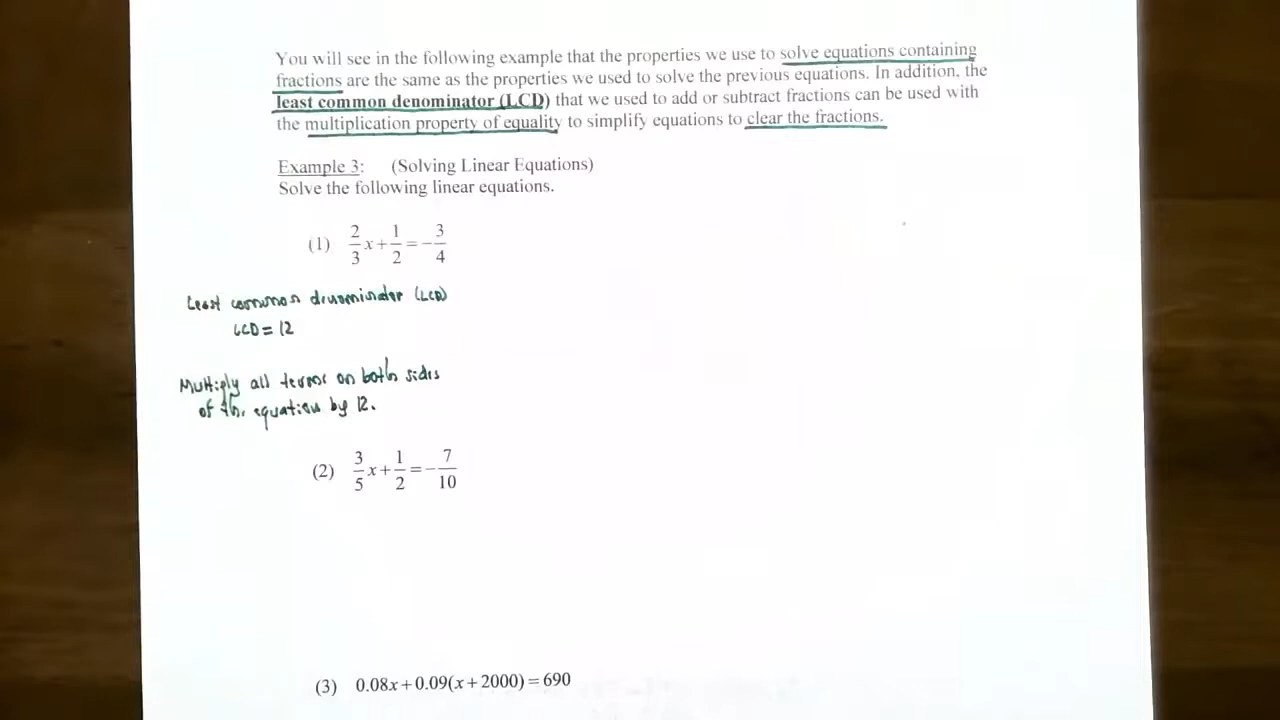 You will see in the following example that the properties we use to solve equations containing
fractions are the same as the properties we used to solve the previous equations. In addition, the
least common denominator (LCD) that we used to add or subtract fractions can be used with
the multiplication property of equality to simplify equations to clear the fractions.
Example 3: (Solving Linear Equations)
Solve the following linear equations.
(1) 2/3 x + 1/2 = -3/4
Least common denominator (LCD)
LCD = 12
Multiply all terms on both sides
of the equation by 12.
(2) 3/5 x + 1/2 = -7/10
(3) 0.08x + 0.09(x + 2000) = 690